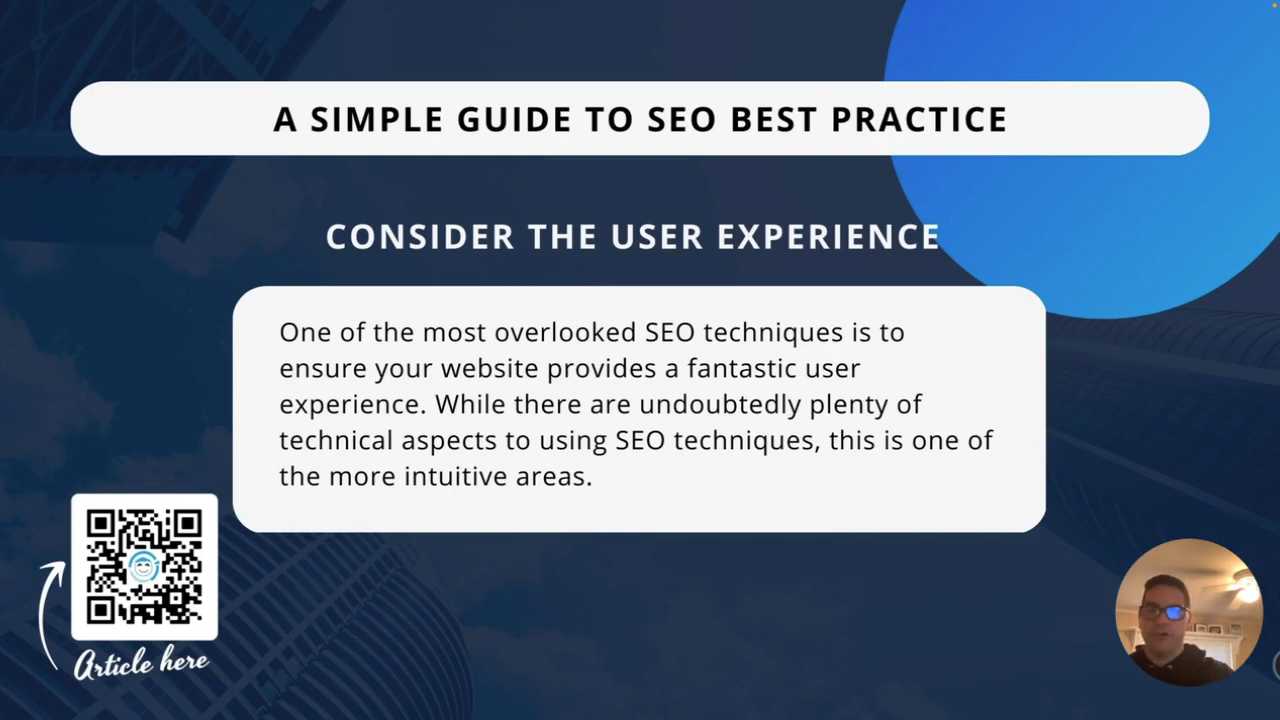 A SIMPLE GUIDE TO SEO BEST PRACTICE
CONSIDER THE USER EXPERIENCE
One of the most overlooked SEO techniques is to
ensure your website provides a fantastic user
experience. While there are undoubtedly plenty of
technical aspects to using SEO techniques, this is one of
the more intuitive areas.
Article here